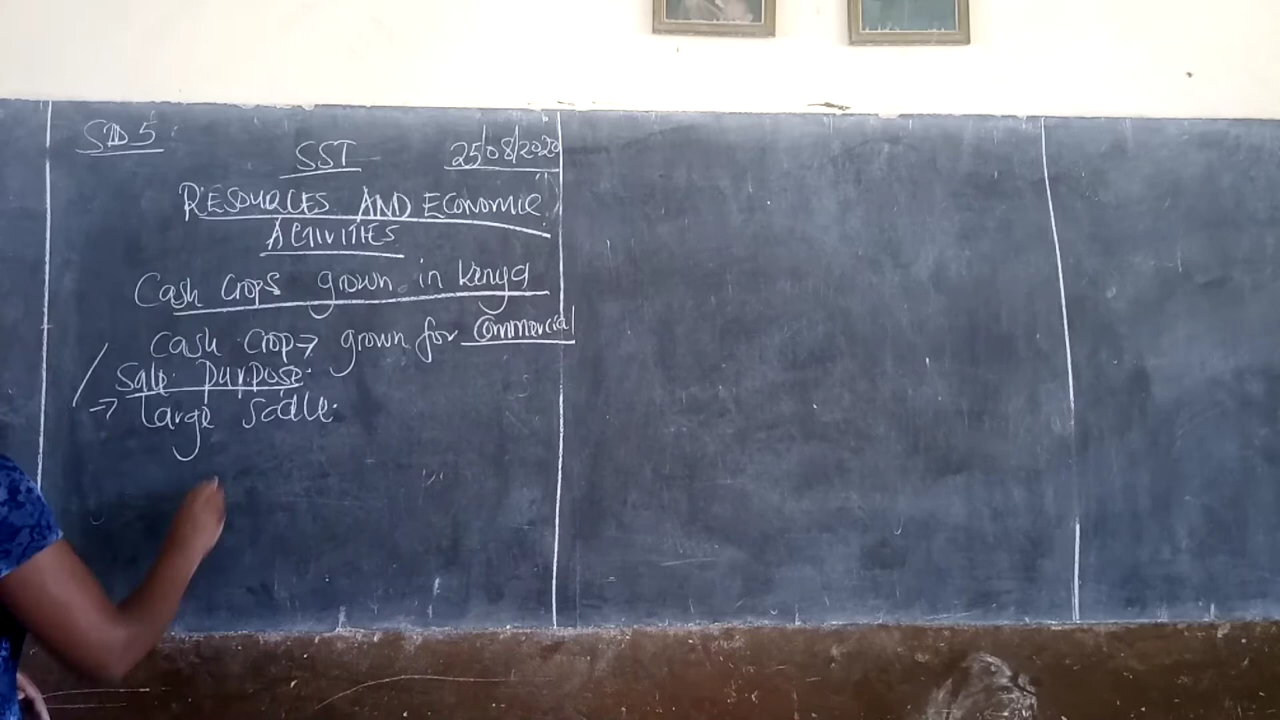 STD 5
SST 25/08/2020
RESOURCES AND ECONOMIC
ACTIVITIES
Cash crops grown in Kenya
Cash crop → grown for commercial
/ Sale purpose.
→ large scale.